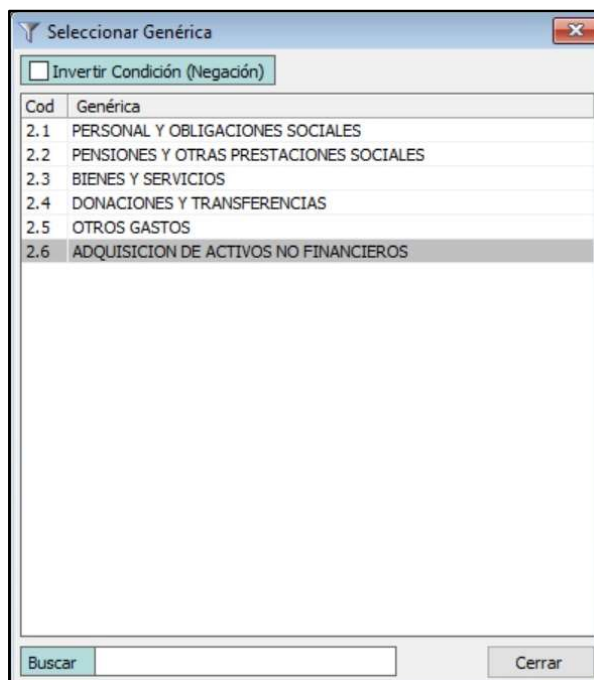 Seleccionar Genérica
Invertir Condición (Negación)
Cod Genérica
2.1 PERSONAL Y OBLIGACIONES SOCIALES
2.2 PENSIONES Y OTRAS PRESTACIONES SOCIALES
2.3 BIENES Y SERVICIOS
2.4 DONACIONES Y TRANSFERENCIAS
2.5 OTROS GASTOS
2.6 ADQUISICION DE ACTIVOS NO FINANCIEROS
Buscar Cerrar